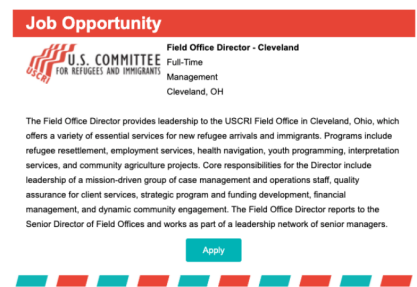 Job Opportunity
Field Office Director - Cleveland
Full-Time
Management
Cleveland, OH
USCRI
U.S. COMMITTEE
FOR REFUGEES AND IMMIGRANTS
The Field Office Director provides leadership to the USCRI Field Office in Cleveland, Ohio, which
offers a variety of essential services for new refugee arrivals and immigrants. Programs include
refugee resettlement, employment services, health navigation, youth programming, interpretation
services, and community agriculture projects. Core responsibilities for the Director include
leadership of a mission-driven group of case management and operations staff, quality
assurance for client services, strategic program and funding development, financial
management, and dynamic community engagement. The Field Office Director reports to the
Senior Director of Field Offices and works as part of a leadership network of senior managers.
Apply